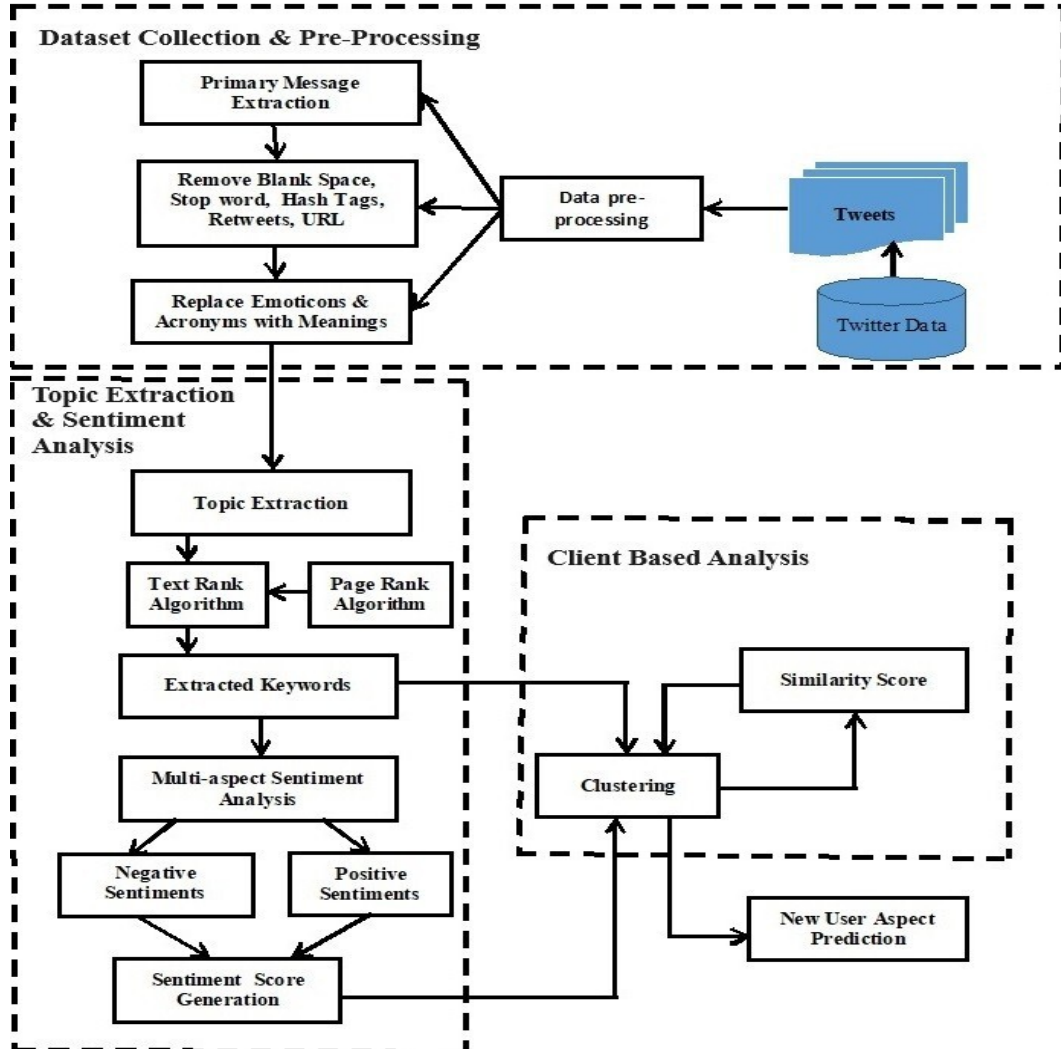 Dataset Collection & Pre-Processing
Primary Message
Extraction
Remove Blank Space,
Stop word, Hash Tags,
Retweets, URL
Data pre-
processing
Tweets
Replace Emoticons &
Acronyms with Meanings
Twitter Data
Topic Extraction
& Sentiment
Analysis
Topic Extraction
Text Rank
Algorithm
Page Rank
Algorithm
Extracted Keywords
Multi-aspect Sentiment
Analysis
Negative
Sentiments
Positive
Sentiments
Sentiment Score
Generation
Client Based Analysis
Similarity Score
Clustering
New User Aspect
Prediction